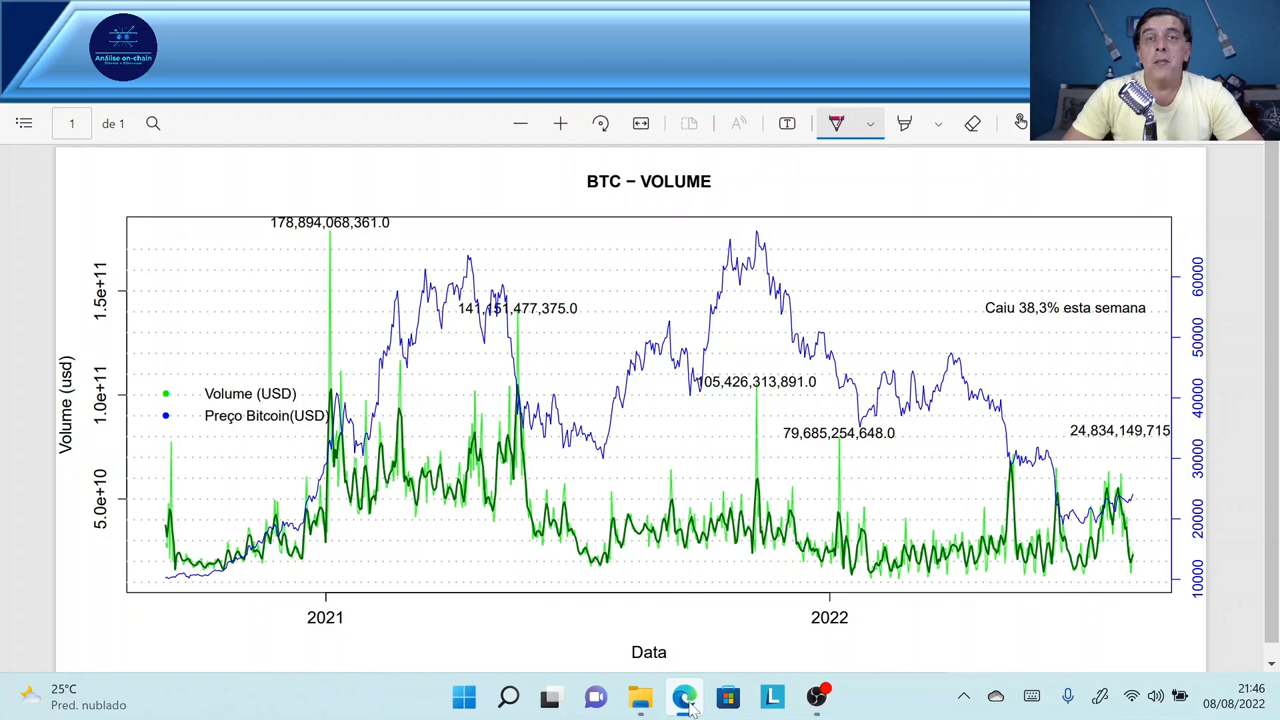 Análise on-chain
1
de 1
BTC − VOLUME
178,894,068,361.0
141,151,477,375.0
Caiu 38,3% esta semana
105,426,313,891.0
79,685,254,648.0
24,834,149,715
Volume (USD)
Preço Bitcoin(USD)
Volume (usd)
1.5e+11
1.0e+11
5.0e+10
60000
50000
40000
30000
20000
10000
2021
2022
Data
25°C
Pred. nublado
L
21:46
08/08/2022